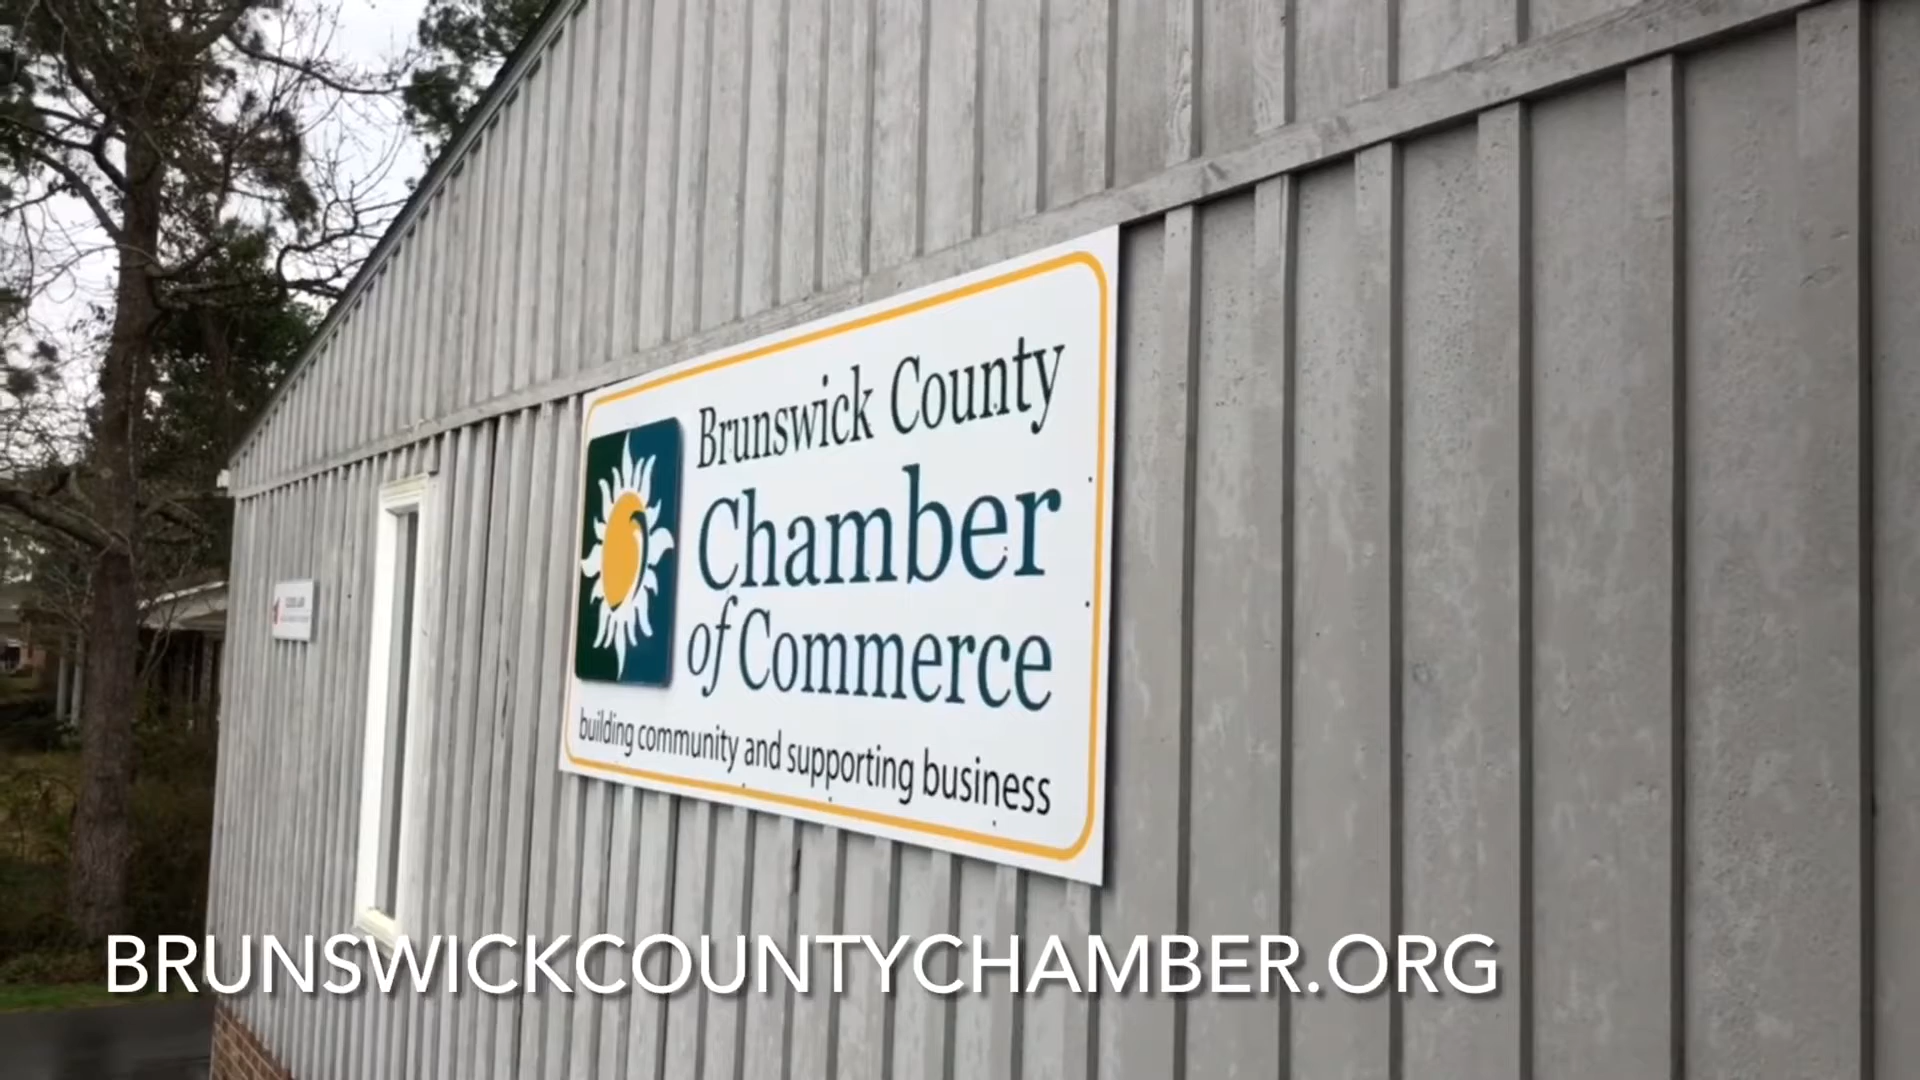 Brunswick County
Chamber
of Commerce
building community and supporting business
BRUNSWICKCOUNTYCHAMBER.ORG